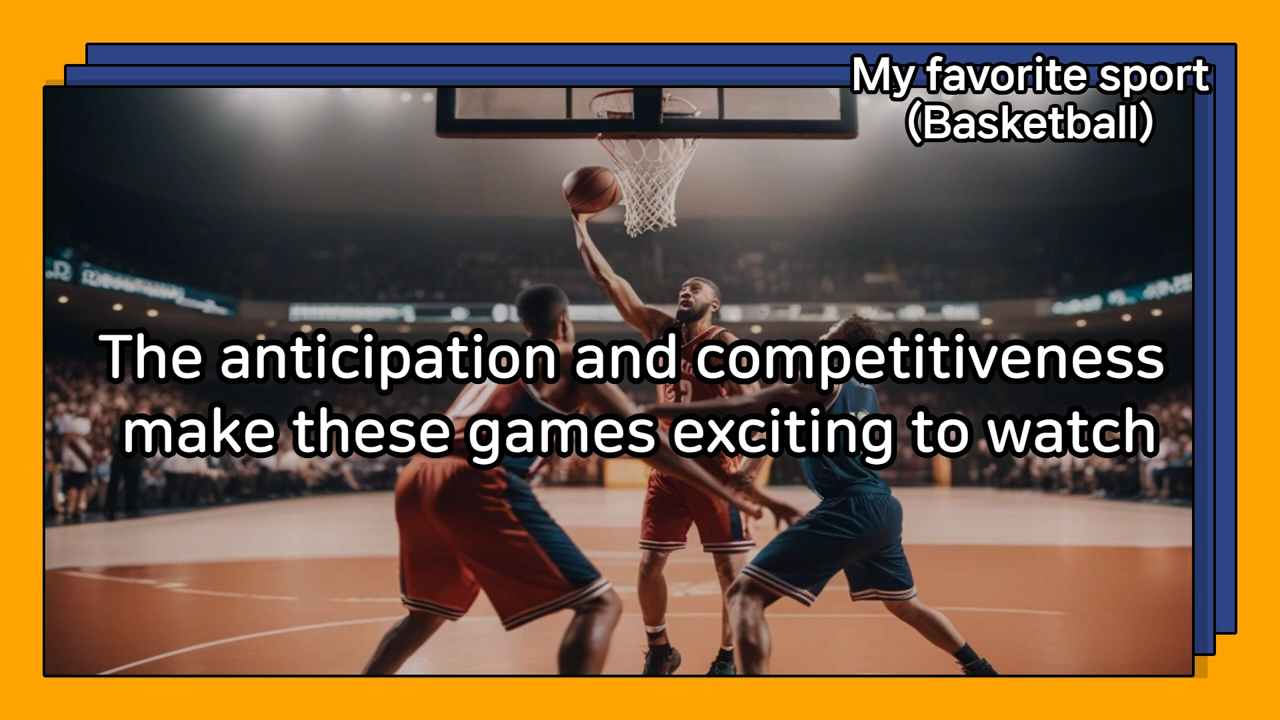 My favorite sport
(Basketball)
The anticipation and competitiveness
make these games exciting to watch